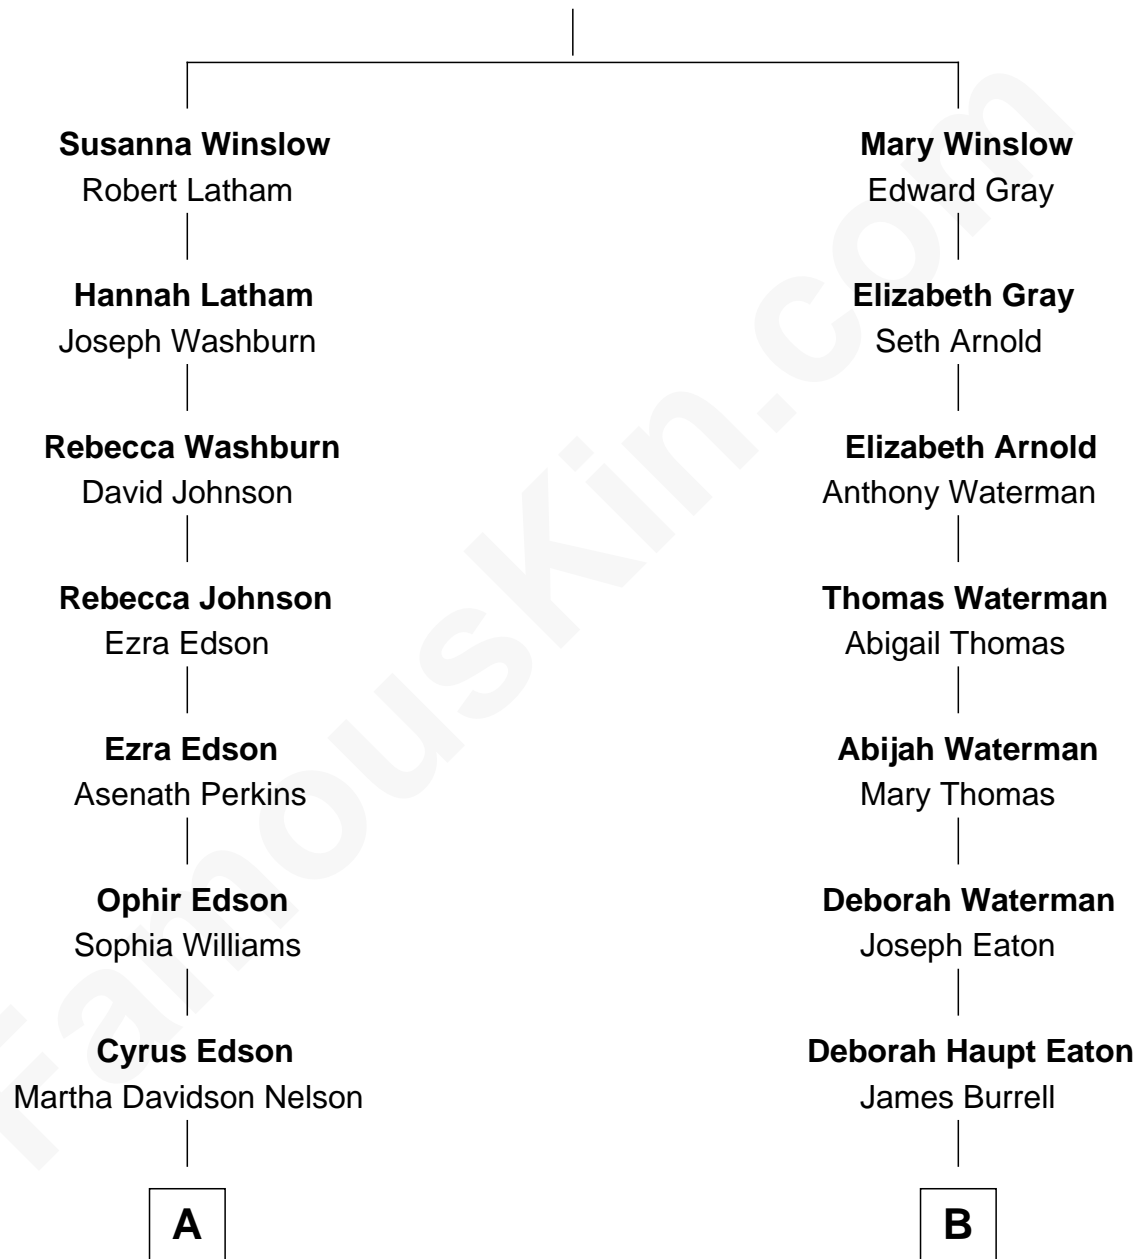 Susanna Winslow
Robert Latham
Hannah Latham
Joseph Washburn
Rebecca Washburn
David Johnson
Rebecca Johnson
Ezra Edson
Ezra Edson
Asenath Perkins
Ophir Edson
Sophia Williams
Cyrus Edson
Martha Davidson Nelson
A
Mary Winslow
Edward Gray
Elizabeth Gray
Seth Arnold
Elizabeth Arnold
Anthony Waterman
Thomas Waterman
Abigail Thomas
Abijah Waterman
Mary Thomas
Deborah Waterman
Joseph Eaton
Deborah Haupt Eaton
James Burrell
B
FamousKin.com